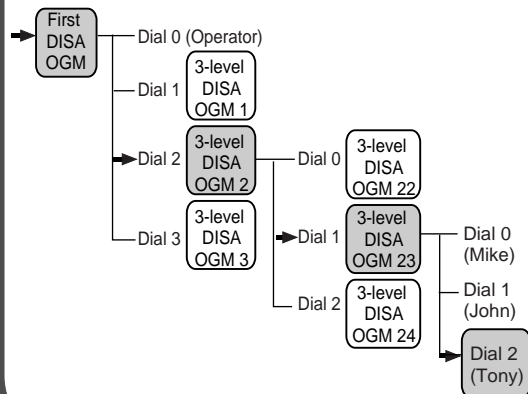 First
DISA
OGM
Dial 0 (Operator)
Dial 1
3-level
DISA
OGM 1
Dial 2
3-level
DISA
OGM 2
Dial 3
3-level
DISA
OGM 3
Dial 0
3-level
DISA
OGM 22
Dial 1
3-level
DISA
OGM 23
Dial 2
3-level
DISA
OGM 24
Dial 0
(Mike)
Dial 1
(John)
Dial 2
(Tony)